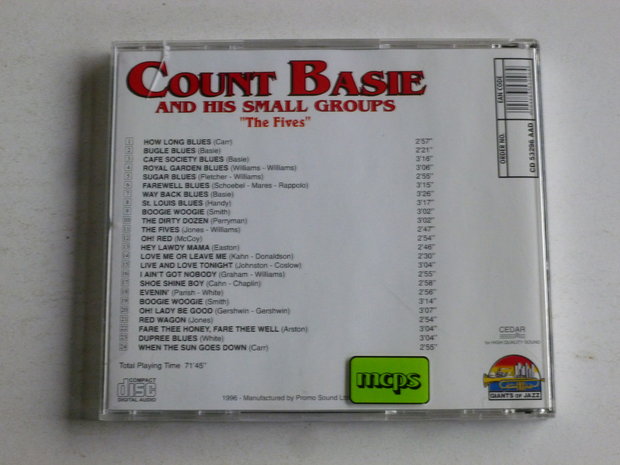 COUNT BASIE
AND HIS SMALL GROUPS
"The Fives"
1 HOW LONG BLUES (Carr) 2'57"
2 BUGLE BLUES (Basie) 2'21"
3 CAFE SOCIETY BLUES (Basie) 3'16"
4 ROYAL GARDEN BLUES (Williams - Williams) 3'06"
5 SUGAR BLUES (Fletcher - Williams) 2'55"
6 FAREWELL BLUES (Schoebel - Mares - Rappolo) 3'15"
7 WAY BACK BLUES (Basie) 3'26"
8 St. LOUIS BLUES (Handy) 3'17"
9 BOOGIE WOOGIE (Smith) 3'02"
10 THE DIRTY DOZEN (Perryman) 3'02"
11 THE FIVES (Jones - Williams) 2'47"
12 OH! RED (McCoy) 2'54"
13 HEY LAWDY MAMA (Easton) 2'46"
14 LOVE ME OR LEAVE ME (Kahn - Donaldson) 2'30"
15 LIVE AND LOVE TONIGHT (Johnston - Coslow) 3'04"
16 I AIN'T GOT NOBODY (Graham - Williams) 2'55"
17 SHOE SHINE BOY (Cahn - Chaplin) 2'58"
18 EVENIN' (Parish - White) 2'56"
19 BOOGIE WOOGIE (Smith) 3'14"
20 OH! LADY BE GOOD (Gershwin - Gershwin) 3'07"
21 RED WAGON (Jones) 2'54"
22 FARE THEE HONEY, FARE THEE WELL (Arston) 3'04"
23 DUPREE BLUES (White) 3'04"
24 WHEN THE SUN GOES DOWN (Carr) 2'55"
Total Playing Time 71'45"
COMPACT
disc
DIGITAL AUDIO
1996 - Manufactured by Promo Sound Ltd
mcps
EAN CODE
ORDER NO.
CD 53296 AAD
CEDAR
for HIGH QUALITY SOUND
GIANTS OF JAZZ